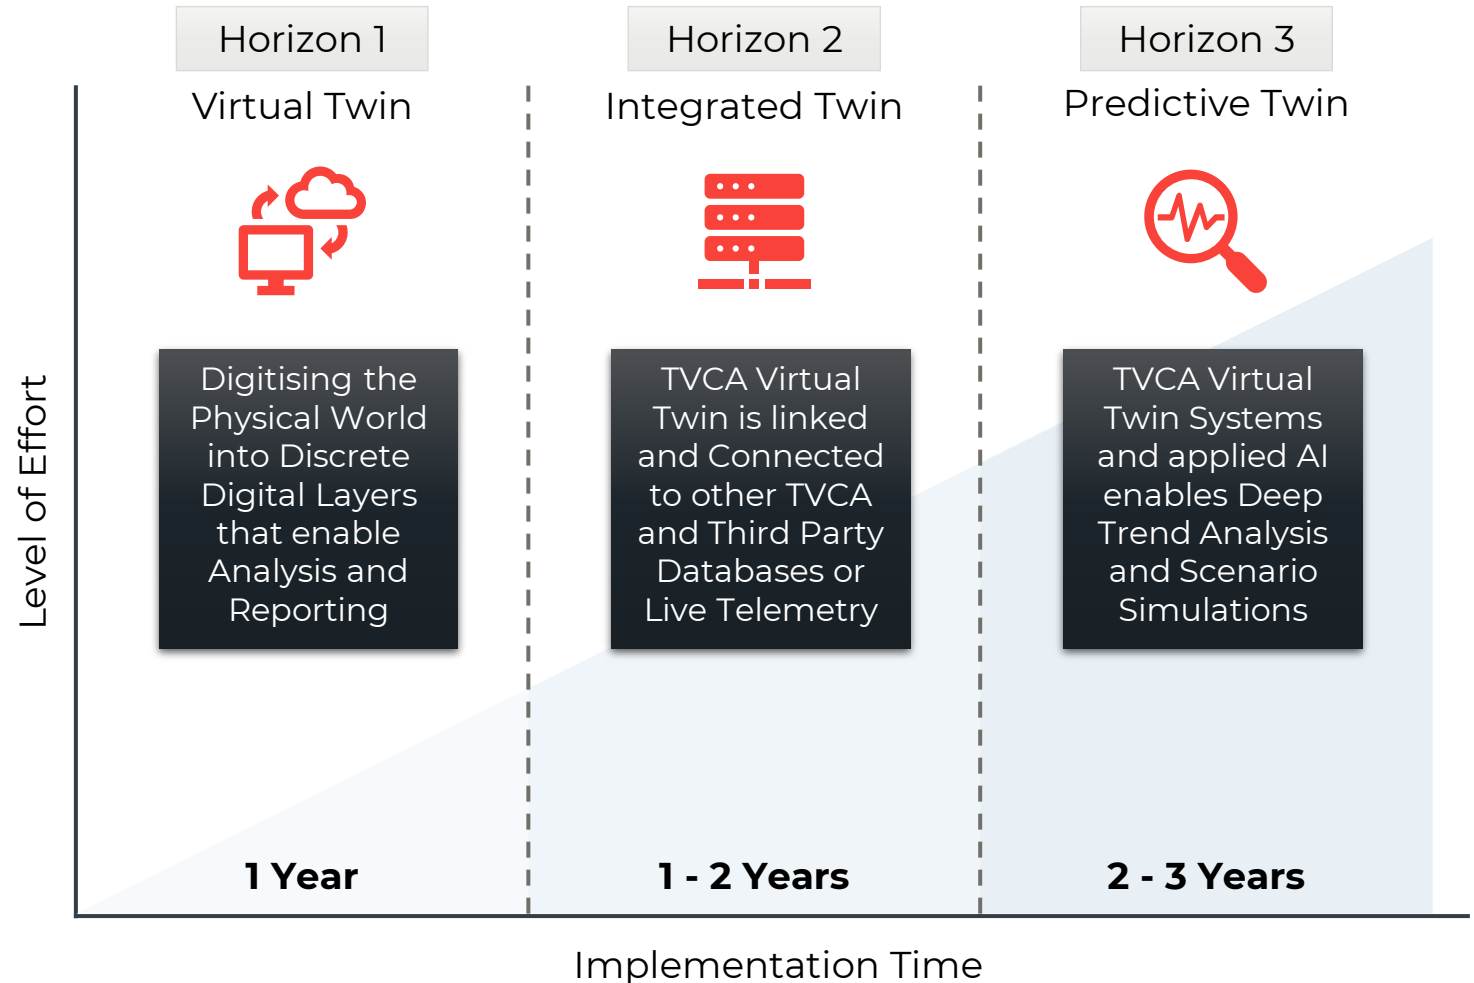 Horizon 1
Horizon 2
Horizon 3
Virtual Twin
Integrated Twin
Predictive Twin
Level of Effort
Digitising the
Physical World
into Discrete
Digital Layers
that enable
Analysis and
Reporting
TVCA Virtual
Twin is linked
and Connected
to other TVCA
and Third Party
Databases or
Live Telemetry
TVCA Virtual
Twin Systems
and applied AI
enables Deep
Trend Analysis
and Scenario
Simulations
1 Year
1 - 2 Years
2 - 3 Years
Implementation Time